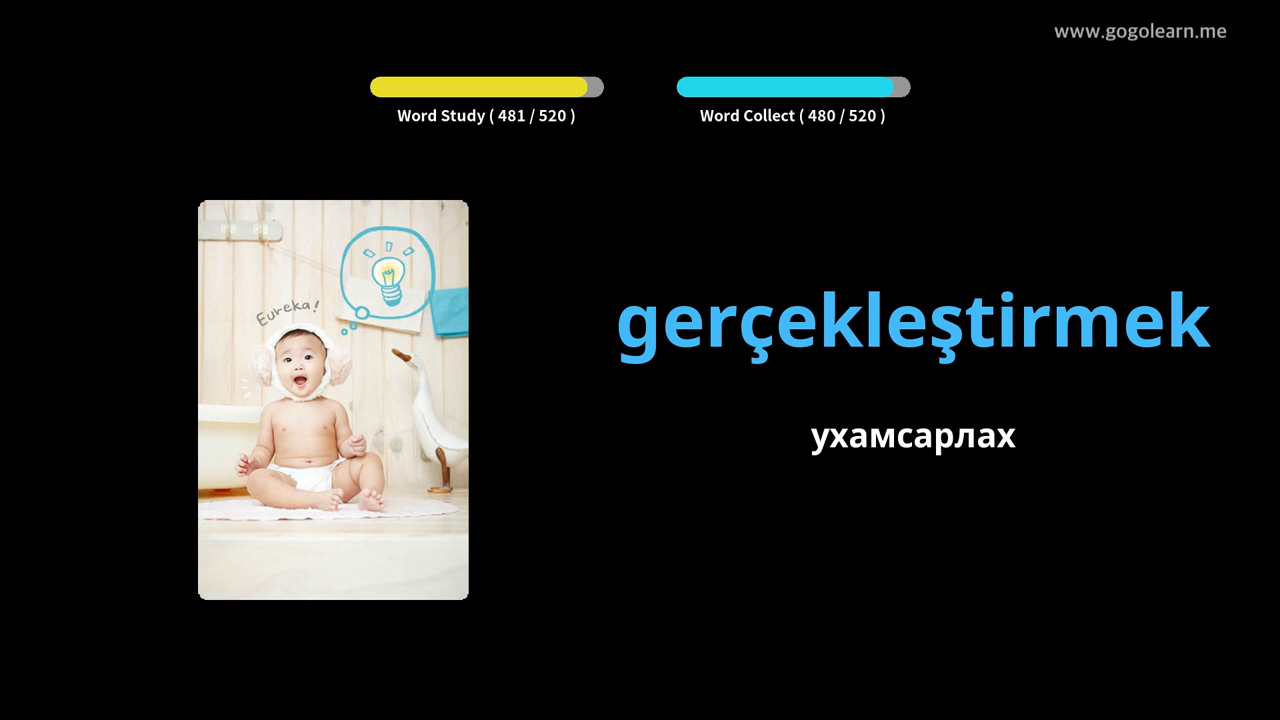 www.gogolearn.me
Word Study ( 481 / 520 )
Word Collect ( 480 / 520 )
Eureka!
gerçekleştirmek
ухамсарлах